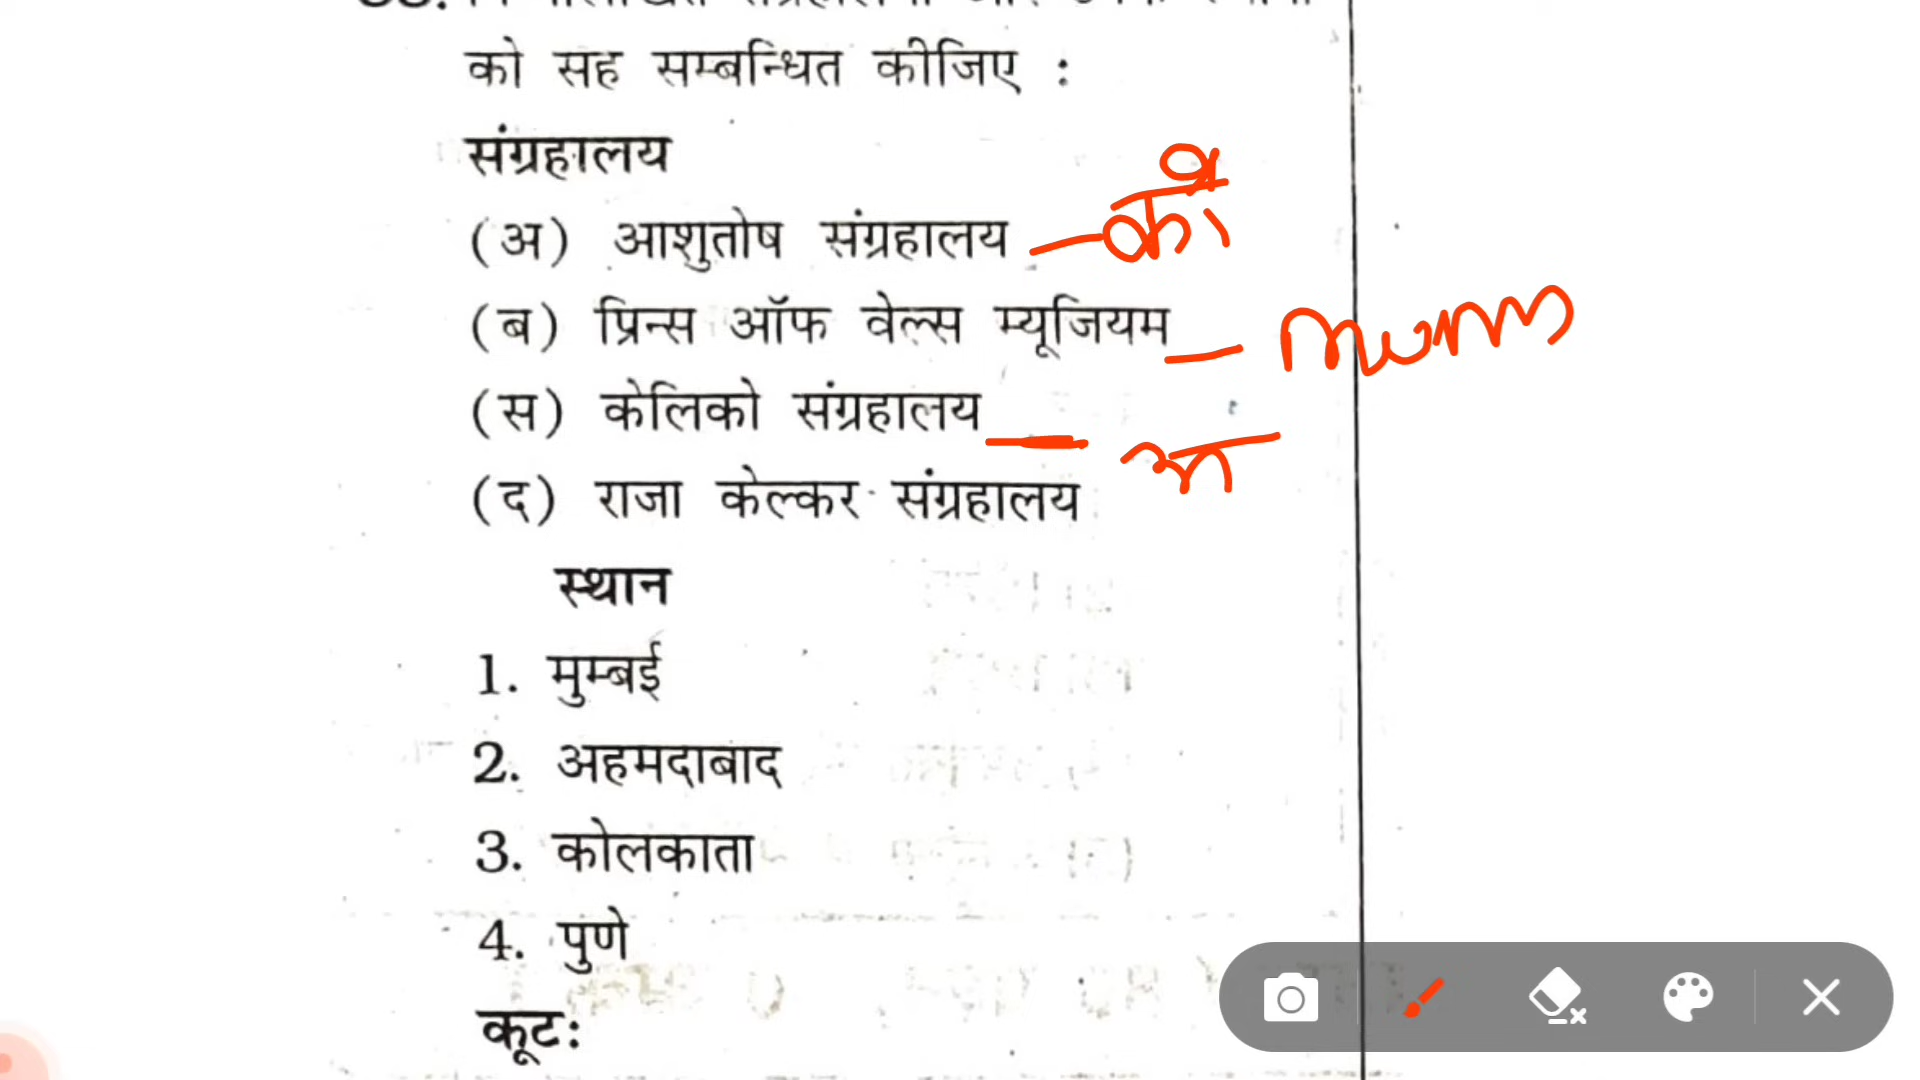 को सह सम्बन्धित कीजिए :
संग्रहालय
(अ) आशुतोष संग्रहालय – को
(ब) प्रिन्स ऑफ वेल्स म्यूजियम –
(स) केलिको संग्रहालय – अ
(द) राजा केल्कर संग्रहालय
स्थान
1. मुम्बई
2. अहमदाबाद
3. कोलकाता
4. पुणे
कूटः